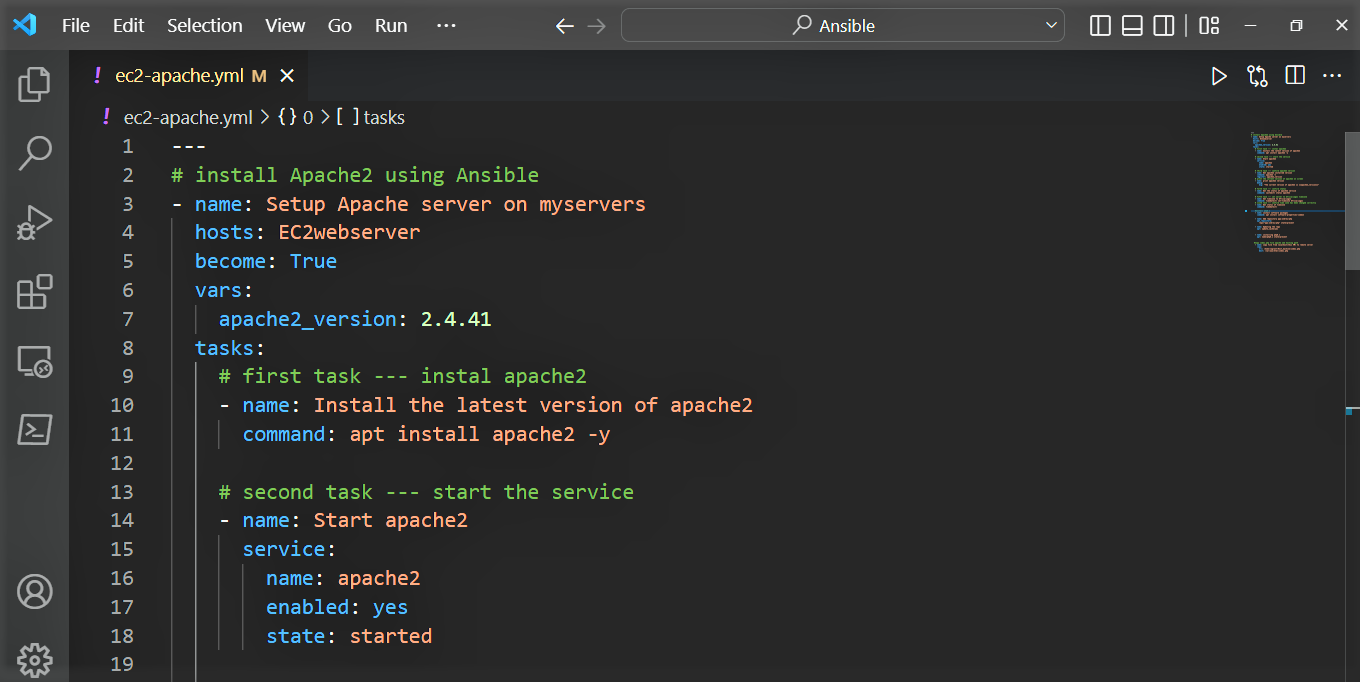 File Edit Selection View Go Run ··· Ansible
! ec2-apache.yml M
! ec2-apache.yml > {} 0 > [ ] tasks
1 ---
2 # install Apache2 using Ansible
3 - name: Setup Apache server on myservers
4 hosts: EC2webserver
5 become: True
6 vars:
7 apache2_version: 2.4.41
8 tasks:
9 # first task --- instal apache2
10 - name: Install the latest version of apache2
11 command: apt install apache2 -y
12
13 # second task --- start the service
14 - name: Start apache2
15 service:
16 name: apache2
17 enabled: yes
18 state: started
19